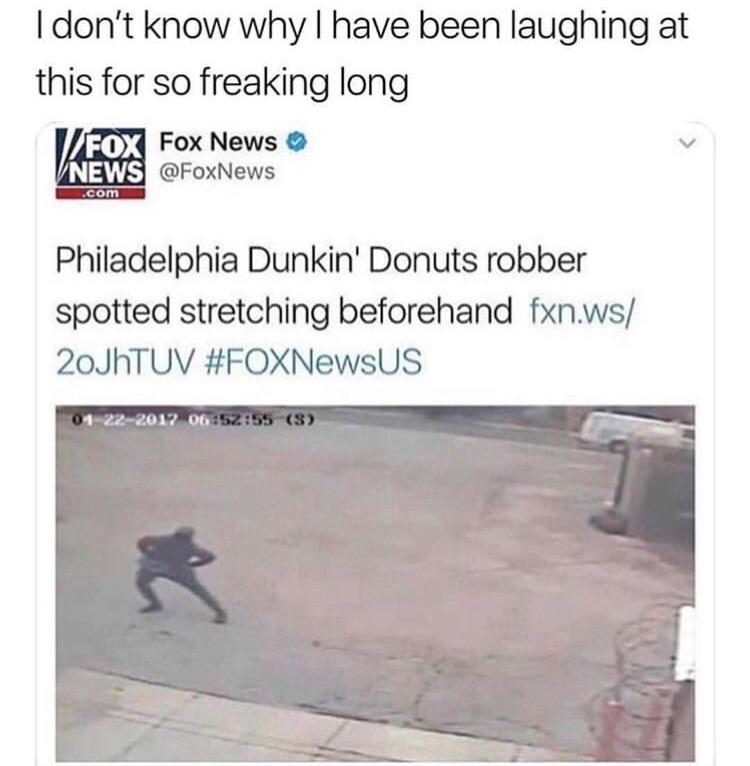 I don't know why I have been laughing at
this for so freaking long
FOX
NEWS
.com
Fox News
@FoxNews
Philadelphia Dunkin' Donuts robber
spotted stretching beforehand fxn.ws/
2oJhTUV #FOXNewsUS
01-22-2017 06:52:55 (S)